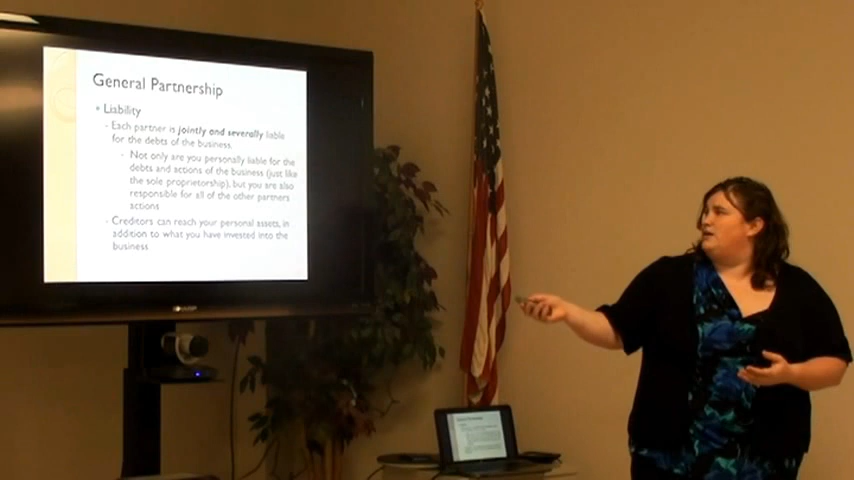 General Partnership
Liability
- Each partner is jointly and severally liable
for the debts of the business.
- Not only are you personally liable for the
debts and actions of the business (just like
the sole proprietorship), but you are also
responsible for all of the other partners
actions
- Creditors can reach your personal assets, in
addition to what you have invested into the
business